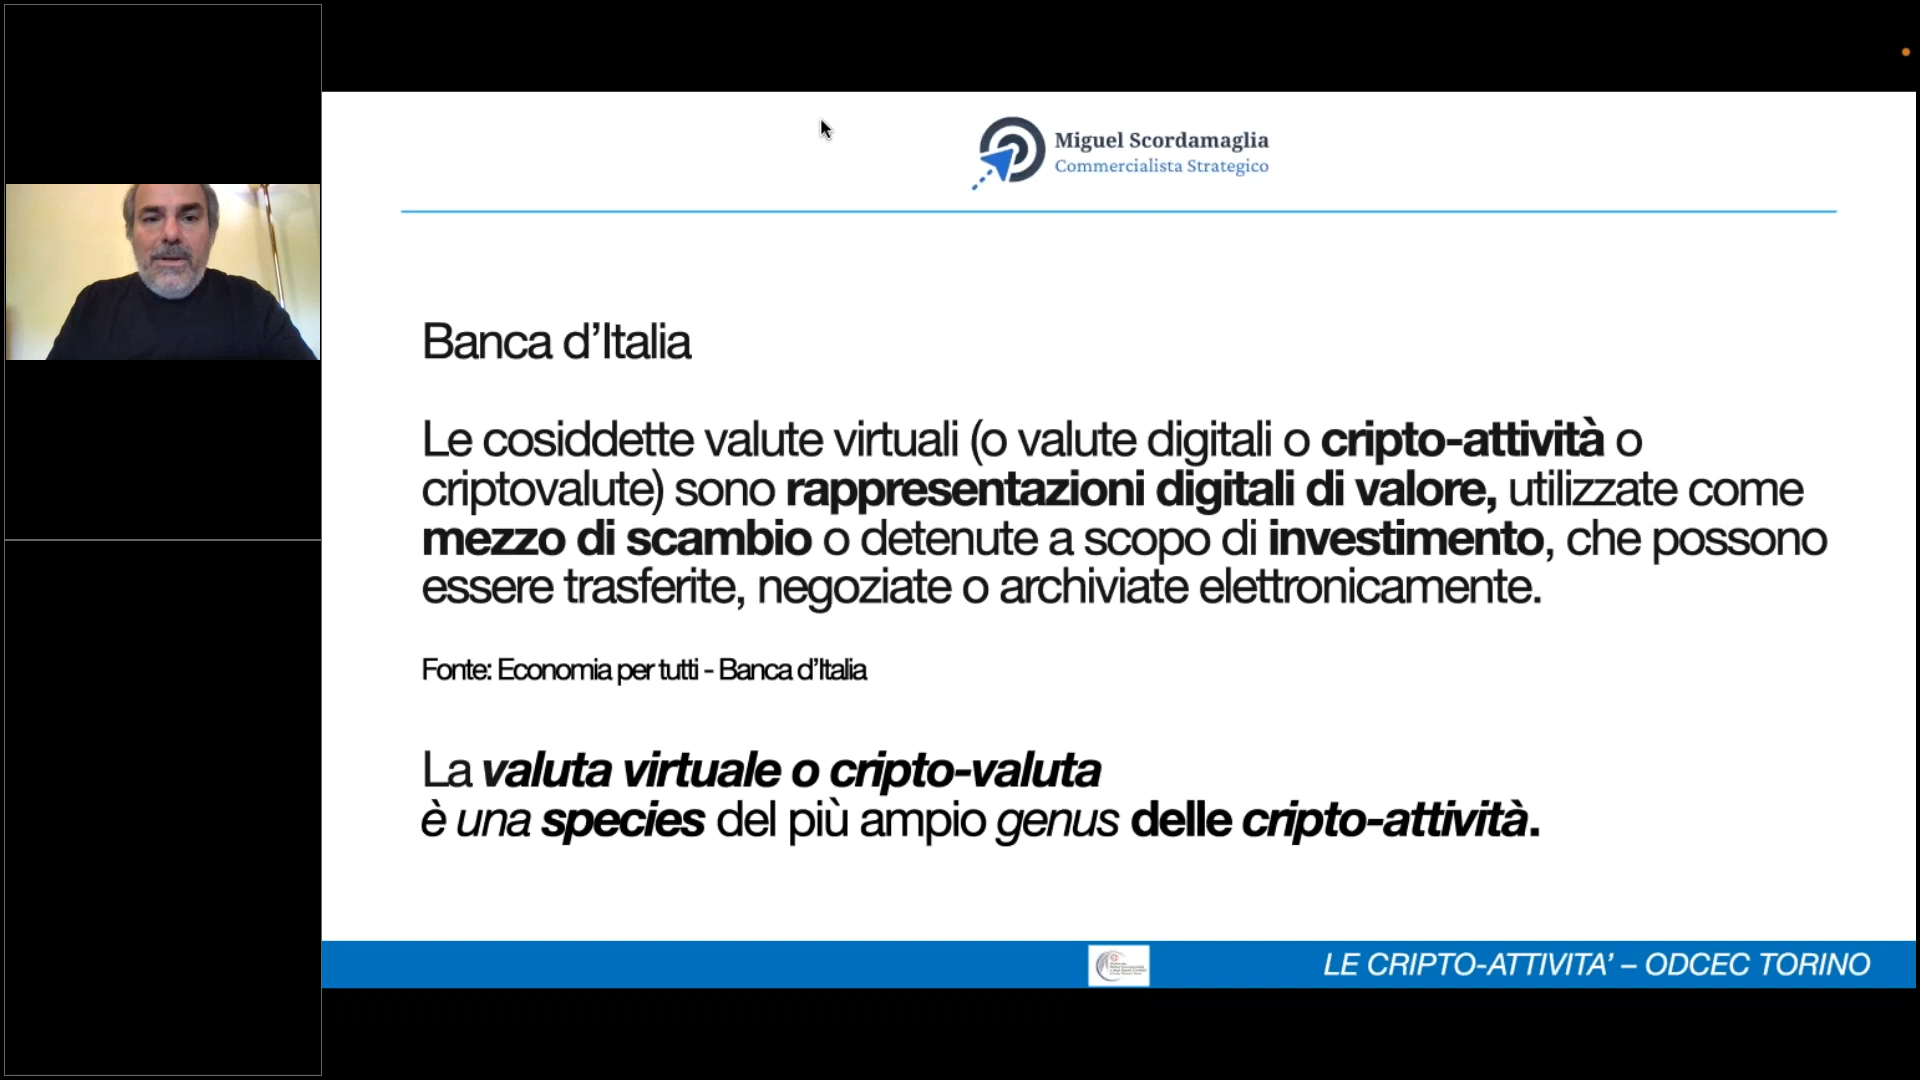 Miguel Scordamaglia
Commercialista Strategico
Banca d’Italia
Le cosiddette valute virtuali (o valute digitali o cripto-attività o
criptovalute) sono rappresentazioni digitali di valore, utilizzate come
mezzo di scambio o detenute a scopo di investimento, che possono
essere trasferite, negoziate o archiviate elettronicamente.
Fonte: Economia per tutti - Banca d’Italia
La valuta virtuale o cripto-valuta
è una species del più ampio genus delle cripto-attività.
LE CRIPTO-ATTIVITA’ – ODCEC TORINO